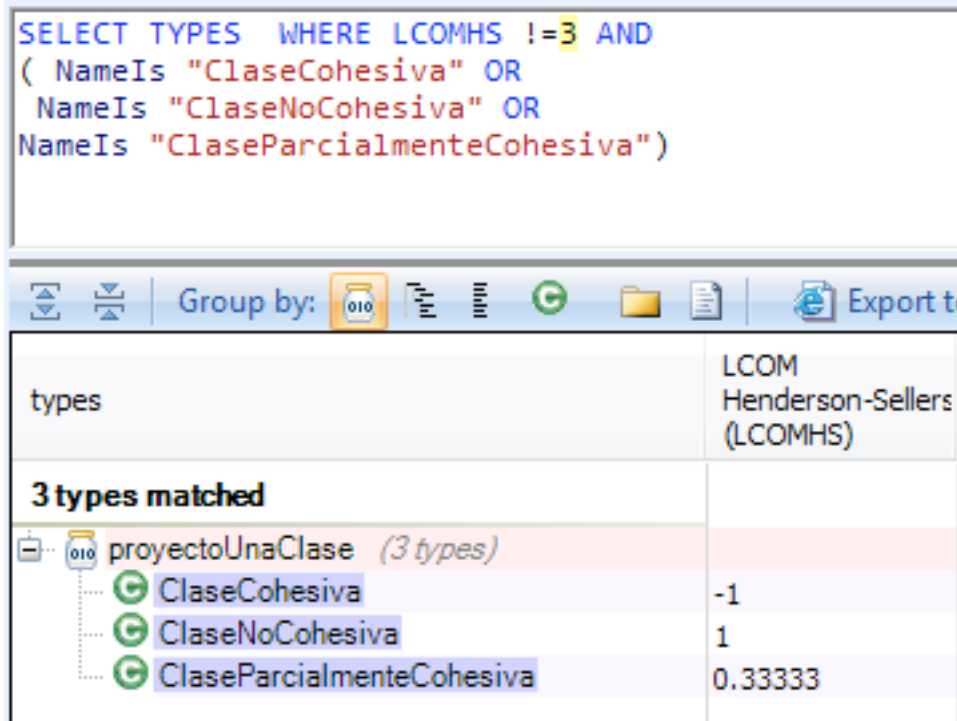 SELECT TYPES  WHERE LCOMHS !=3 AND
( NameIs "ClaseCohesiva" OR
 NameIs "ClaseNoCohesiva" OR
NameIs "ClaseParcialmenteCohesiva")
Group by: Export
types LCOM
Henderson-Sellers
(LCOMHS)
3 types matched
proyectoUnaClase (3 types)
ClaseCohesiva -1
ClaseNoCohesiva 1
ClaseParcialmenteCohesiva 0.33333